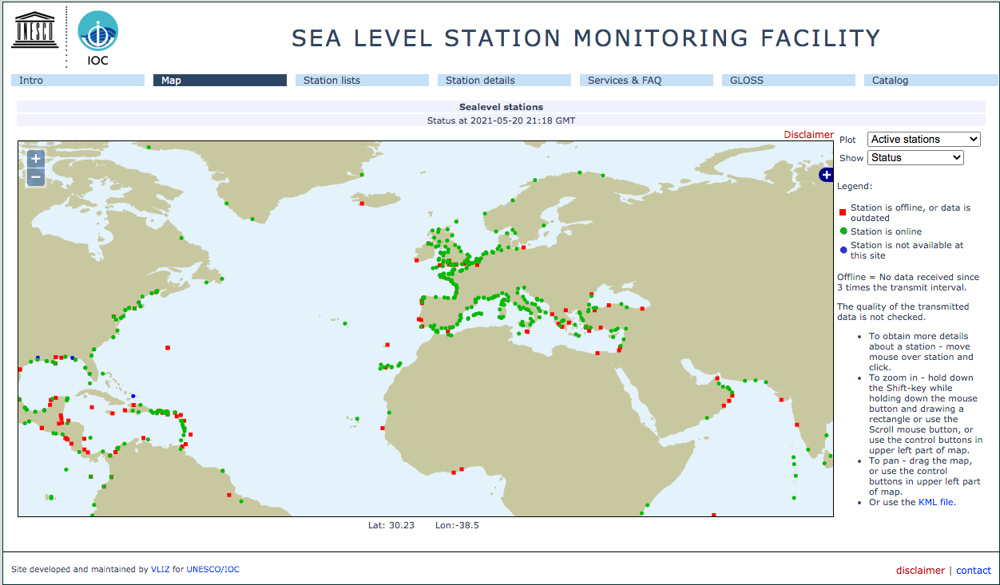 UNESCO
IOC
SEA LEVEL STATION MONITORING FACILITY
Intro
Map
Station lists
Station details
Services & FAQ
GLOSS
Catalog
Sealevel stations
Status at 2021-05-20 21:18 GMT
Disclaimer
Plot
Active stations
Show
Status
+
−
+
Legend:
Station is offline, or data is
outdated
Station is online
Station is not available at
this site
Offline = No data received since
3 times the transmit interval.
The quality of the transmitted
data is not checked.
• To obtain more details
about a station - move
mouse over station and
click.
• To zoom in - hold down
the Shift-key while
holding down the mouse
button and drawing a
rectangle or use the
Scroll mouse button, or
use the control buttons in
upper left part of map.
• To pan - drag the map,
or use the control
buttons in upper left part
of map.
• Or use the KML file.
Lat: 30.23 Lon:-38.5
Site developed and maintained by VLIZ for UNESCO/IOC
disclaimer | contact